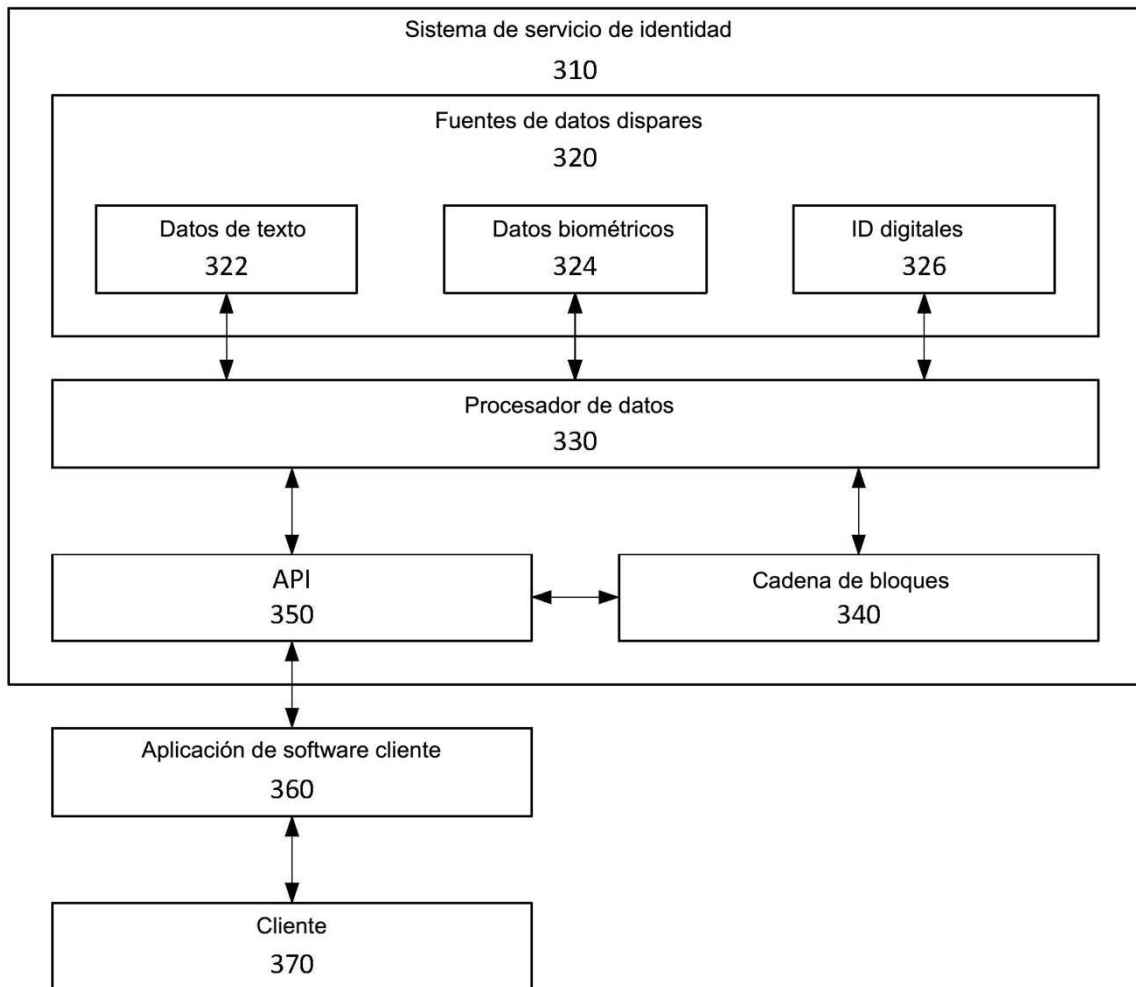 Sistema de servicio de identidad
310
Fuentes de datos dispares
320
Datos de texto
322
Datos biométricos
324
ID digitales
326
Procesador de datos
330
API
350
Cadena de bloques
340
Aplicación de software cliente
360
Cliente
370